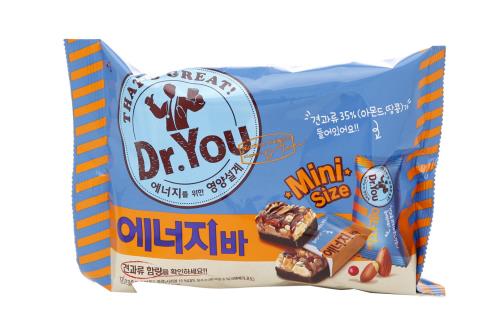 THAT'S GREAT!
Dr.You
에너지를 위한 영양설계
견과류 35% (아몬드, 땅콩)가
들어있어요!!
Mini
Size
Dr.You
에너지바
에너지바
견과류 함량을 확인하세요!!